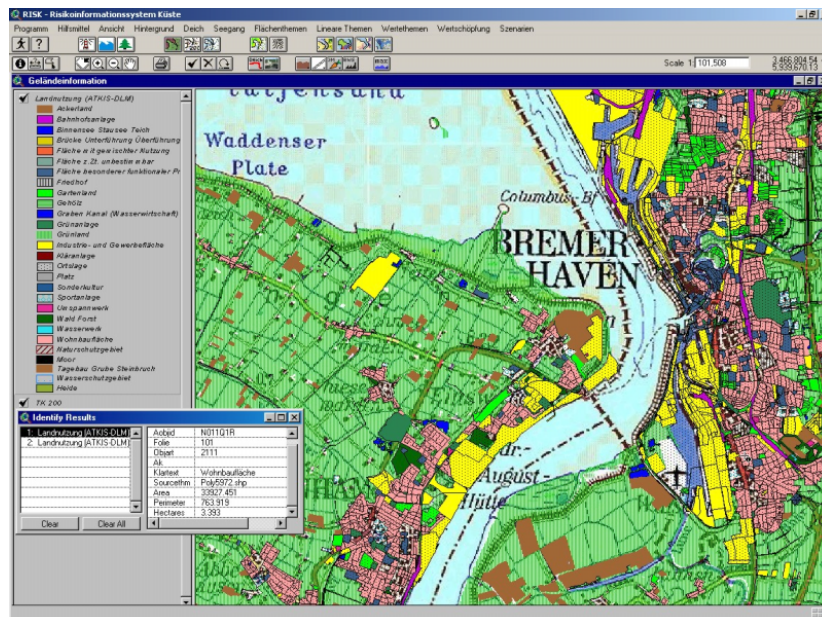 RISK - Risikoinformationssystem Küste
Programm Hilfsmittel Ansicht Hintergrund Deich Seegang Flächenthemen Lineare Themen Wertethemen Wertschöpfung Szenarien
Scale 1: 101,508
3.466.804.54
5.939.670.13
Geländeinformation
Landnutzung (ATKIS-DLM)
Ackerland
Bahnhofsanlage
Binnensee Stausee Teich
Brücke Unterführung Überführung
Fläche mit gemischter Nutzung
Fläche z.Zt. unbestimmbar
Fläche besonderer funktionaler
Friedhof
Gartenland
Gehölz
Graben Kanal (Wasserwirtschaft)
Grünanlage
Grünland
Industrie- und Gewerbefläche
Kläranlage
Ortslage
Platz
Sonderkultur
Sportanlage
Umspannwerk
Wald Forst
Wasserwerk
Wohnbaufläche
Naturschutzgebiet
Moor
Tagebau Grube Steinbruch
Wasserschutzgebiet
Heide
TK 200
Waddenser
Plate
Columbus-Bf
BREMER
HAVEN
dr.-
August-
Hütte
Identify Results
1: Landnutzung (ATKIS-DLM)
2: Landnutzung (ATKIS-DLM)
Aobjid N011Q1R
Folie 101
Objart 2111
Ak
Klartext Wohnbaufläche
Sourcethm Poly5972.shp
Area 33927.451
Perimeter 763.919
Hectares 3.393
Clear Clear All